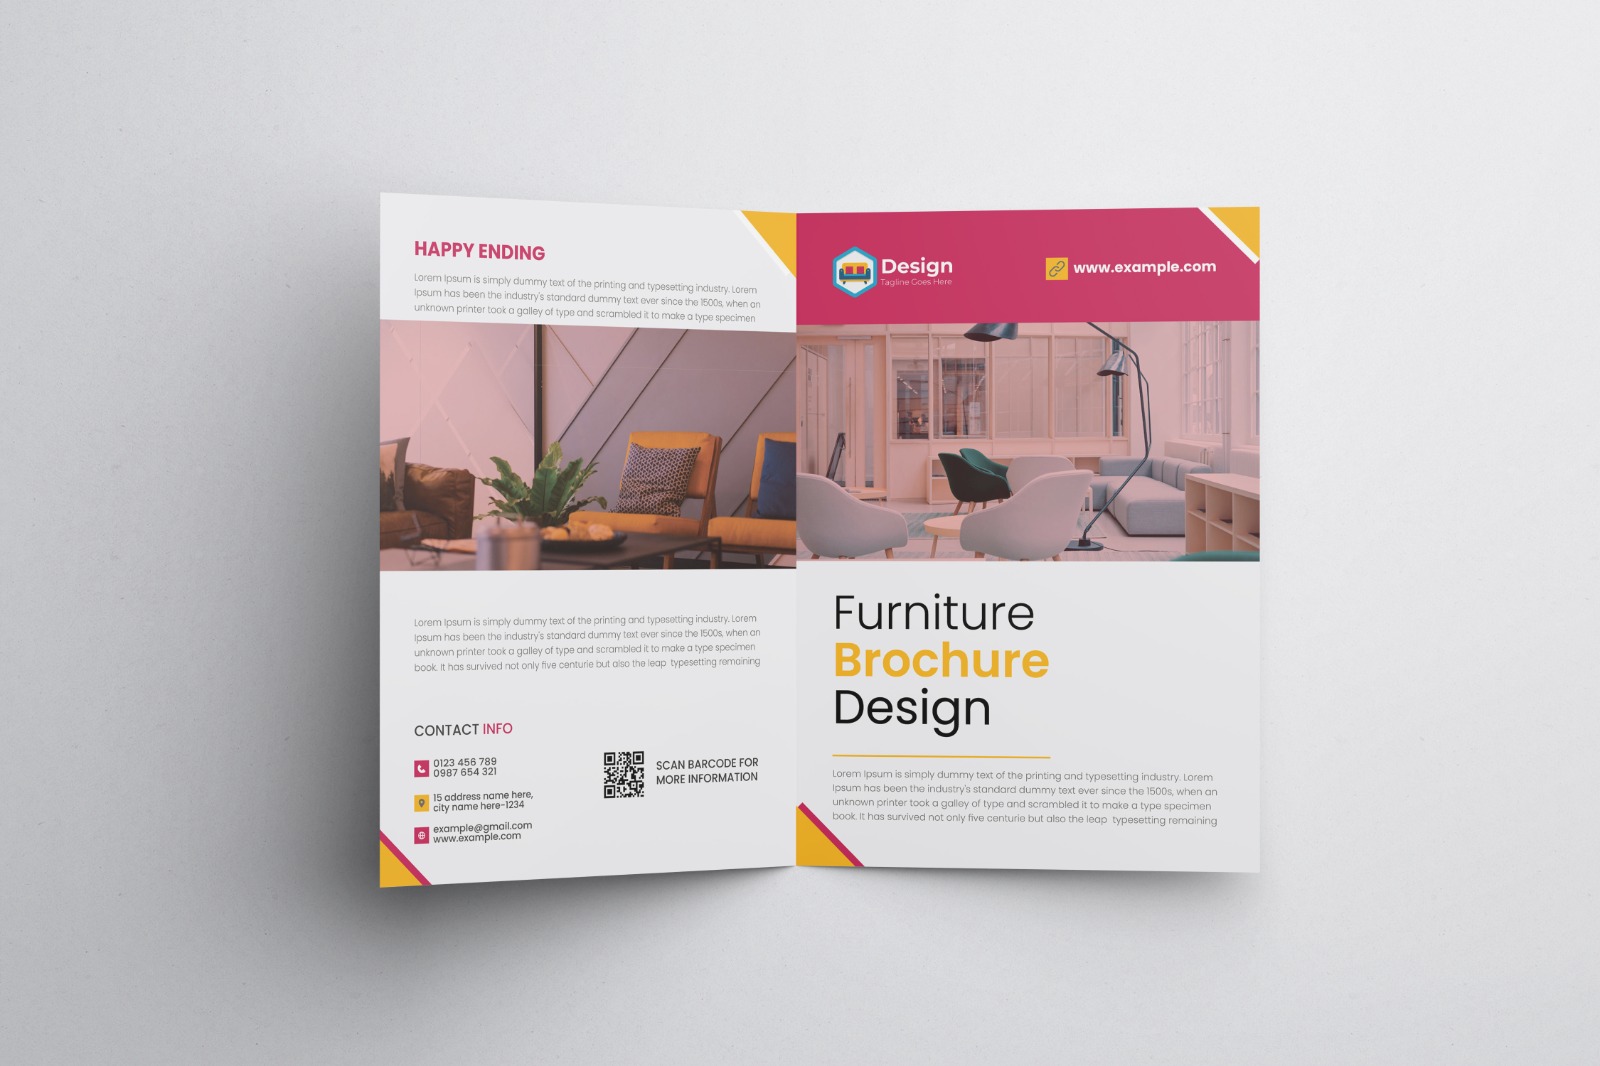 HAPPY ENDING
Lorem Ipsum is simply dummy text of the printing and typesetting industry. Lorem
Ipsum has been the industry's standard dummy text ever since the 1500s, when an
unknown printer took a galley of type and scrambled it to make a type specimen
Lorem Ipsum is simply dummy text of the printing and typesetting industry. Lorem
Ipsum has been the industry's standard dummy text ever since the 1500s, when an
unknown printer took a galley of type and scrambled it to make a type specimen
book. It has survived not only five centurie but also the leap typesetting remaining
CONTACT INFO
0123 456 789
0987 654 321
15 address name here,
city name here-1234
example@gmail.com
www.example.com
SCAN BARCODE FOR
MORE INFORMATION
Design
Tagline Goes Here
www.example.com
Furniture
Brochure
Design
Lorem Ipsum is simply dummy text of the printing and typesetting industry. Lorem
Ipsum has been the industry's standard dummy text ever since the 1500s, when an
unknown printer took a galley of type and scrambled it to make a type specimen
book. It has survived not only five centurie but also the leap typesetting remaining